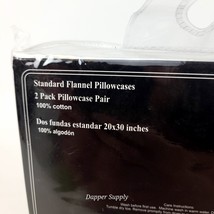 Standard Flannel Pillowcases
2 Pack Pillowcase Pair
100% cotton
Dos fundas estandar 20x30 inches
100% algodón
Dapper Supply
Care Instructions